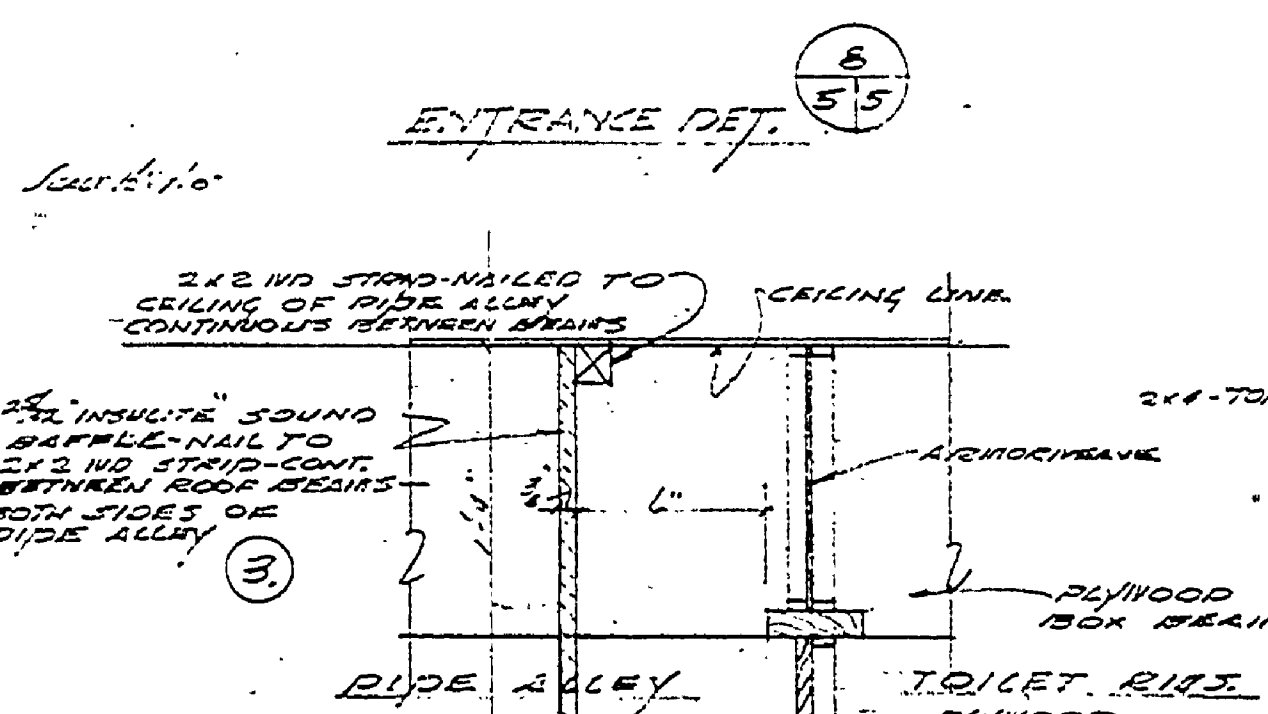 8
5 5
ENTRANCE DET.
2x2 WD STRIP-NAILED TO
CEILING OF PIPE ALLEY
CONTINUOUS BETWEEN BEAMS
CEILING LINE
"INSULITE" SOUND
BAFFLE-NAIL TO
2x2 WD STRIP-CONT.
BETWEEN ROOF BEAMS
BOTH SIDES OF
PIPE ALLEY
3.
6"
ARMORWEAVE
PLYWOOD
BOX BEAM
PIPE ALLEY
TOILET RMS.
PLYWOOD